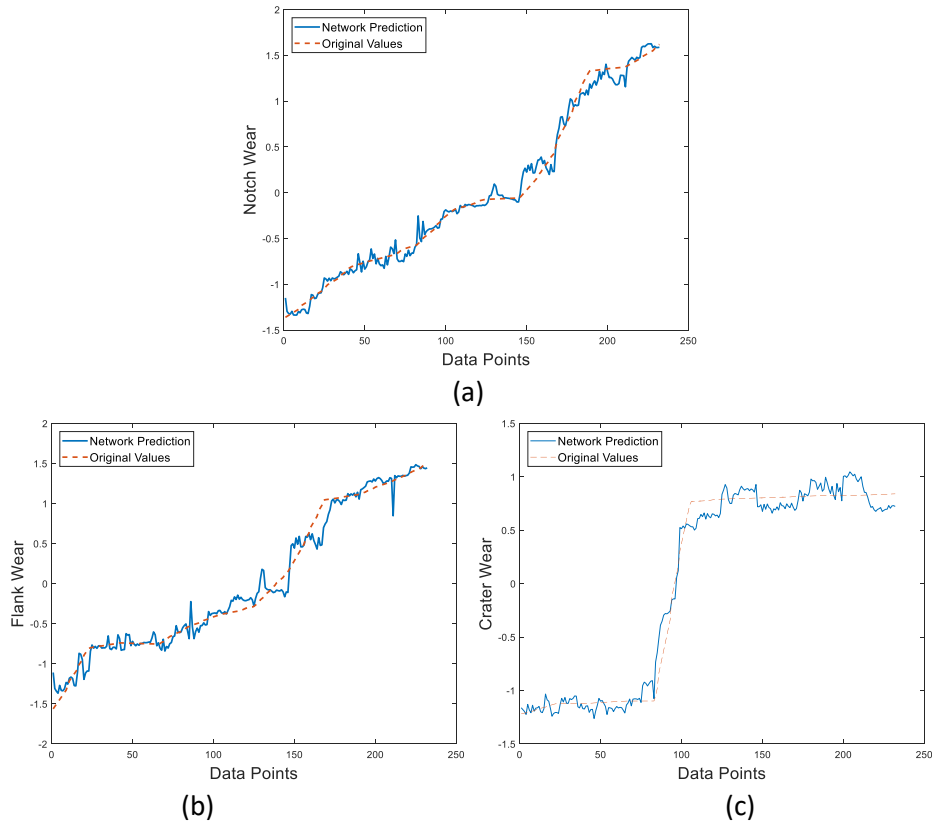 Network Prediction
Original Values
2
1.5
1
0.5
0
-0.5
-1
-1.5
Notch Wear
0 50 100 150 200 250
Data Points
(a)
Network Prediction
Original Values
2
1.5
1
0.5
0
-0.5
-1
-1.5
-2
Flank Wear
0 50 100 150 200 250
Data Points
(b)
Network Prediction
Original Values
1.5
1
0.5
0
-0.5
-1
-1.5
Crater Wear
0 50 100 150 200 250
Data Points
(c)